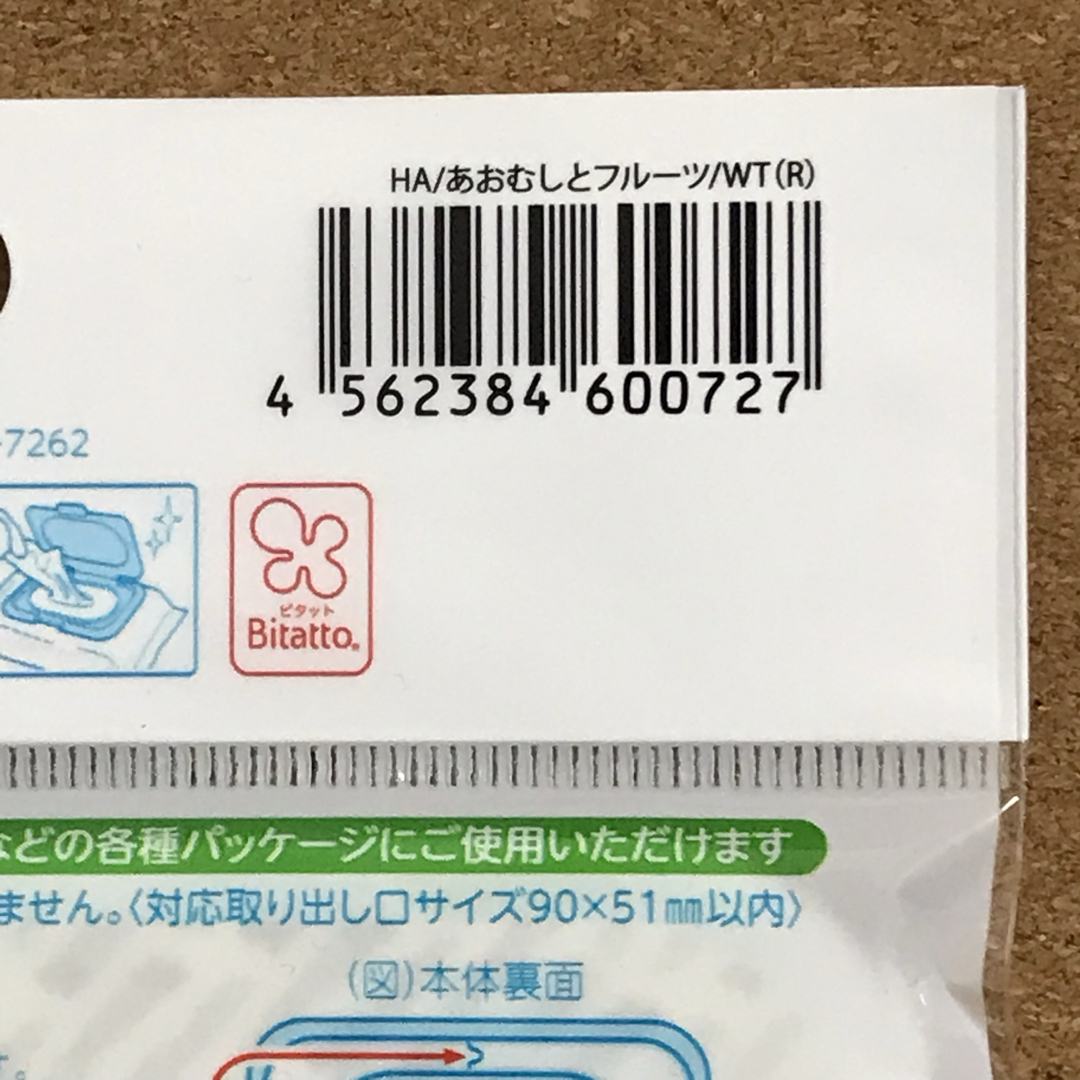 HA/あおむしとフルーツ/WT(R)
4 562384 600727
-7262
ビタット
Bitatto®
などの各種パッケージにご使用いただけます
ません。〈対応取り出し口サイズ90×51㎜以内〉
(図)本体裏面
す。